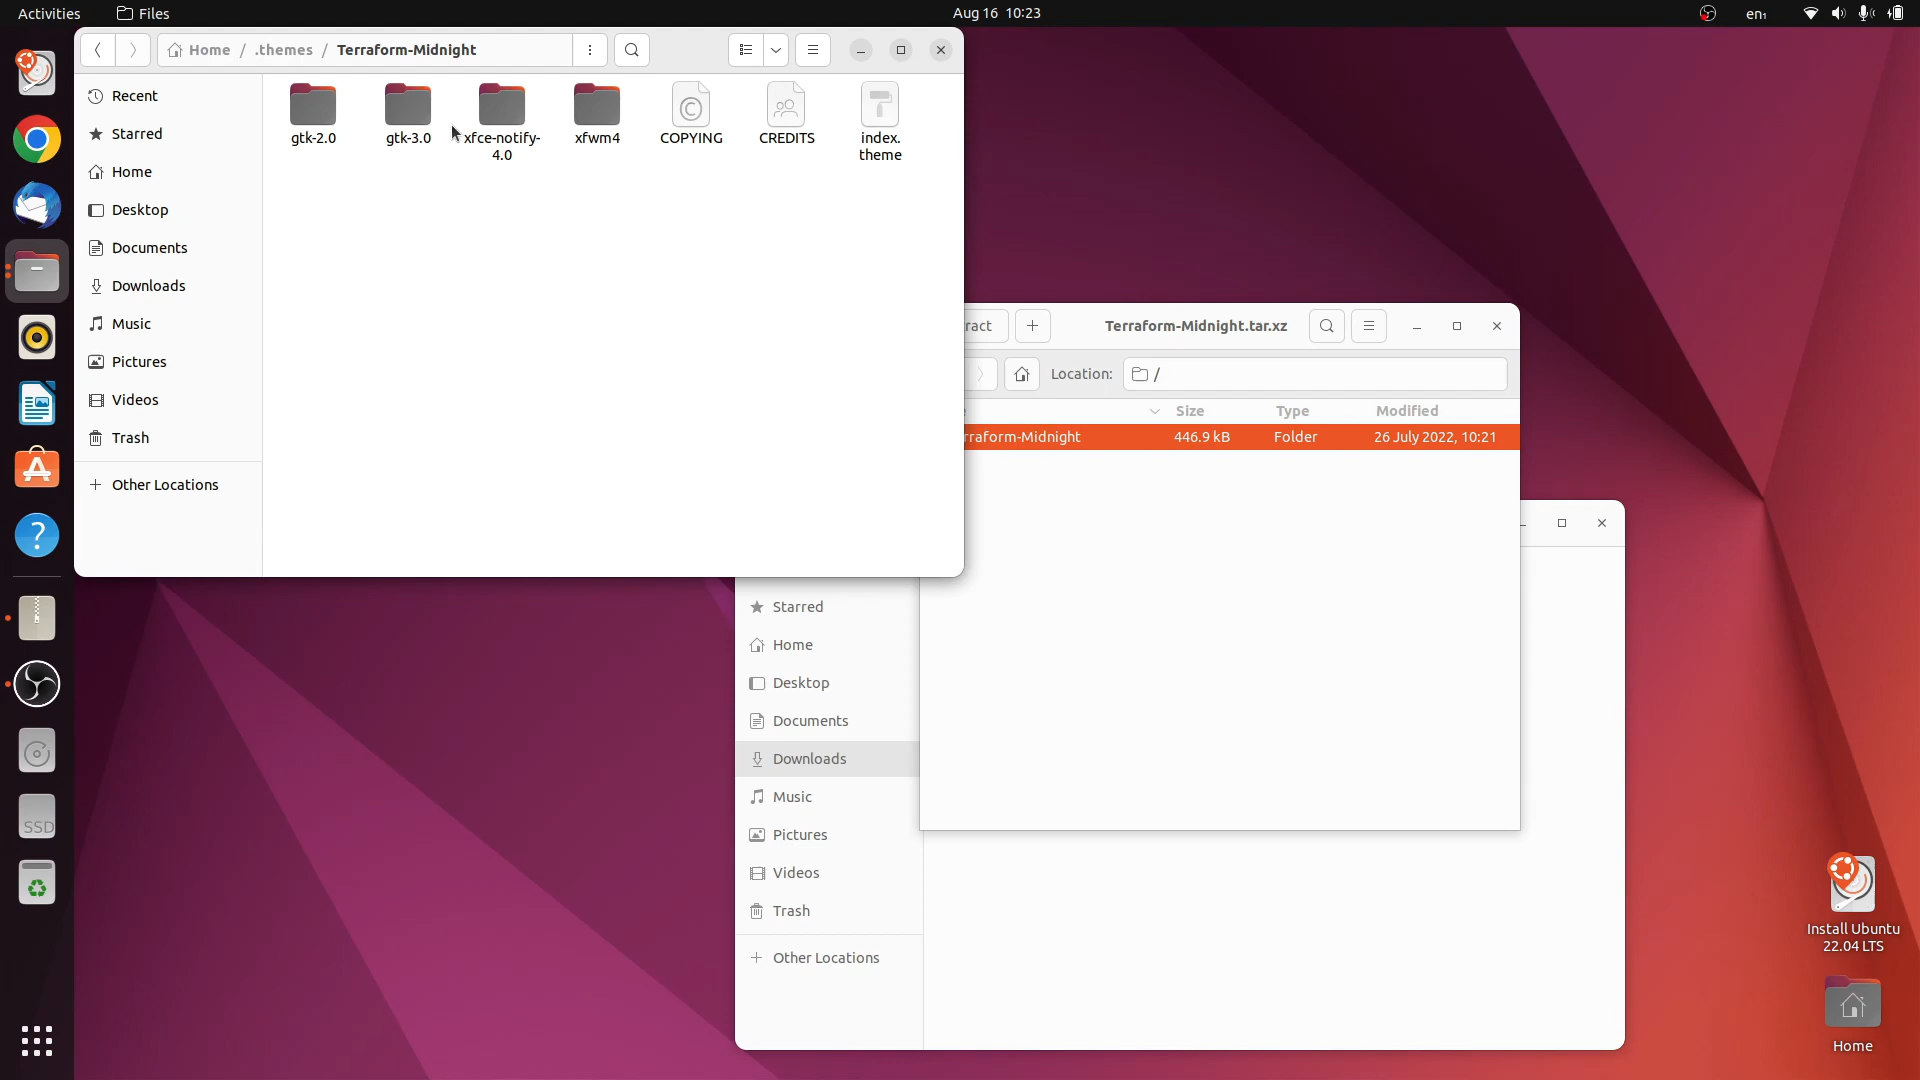 Activities
Files
Aug 16 10:23
en₁
Home / .themes / Terraform-Midnight
Recent
Starred
Home
Desktop
Documents
Downloads
Music
Pictures
Videos
Trash
Other Locations
gtk-2.0
gtk-3.0
xfce-notify-
4.0
xfwm4
COPYING
CREDITS
index.
theme
ract
Terraform-Midnight.tar.xz
Location:
/
Size
Type
Modified
rraform-Midnight
446.9 kB
Folder
26 July 2022, 10:21
Starred
Home
Desktop
Documents
Downloads
Music
Pictures
Videos
Trash
Other Locations
SSD
Install Ubuntu
22.04 LTS
Home